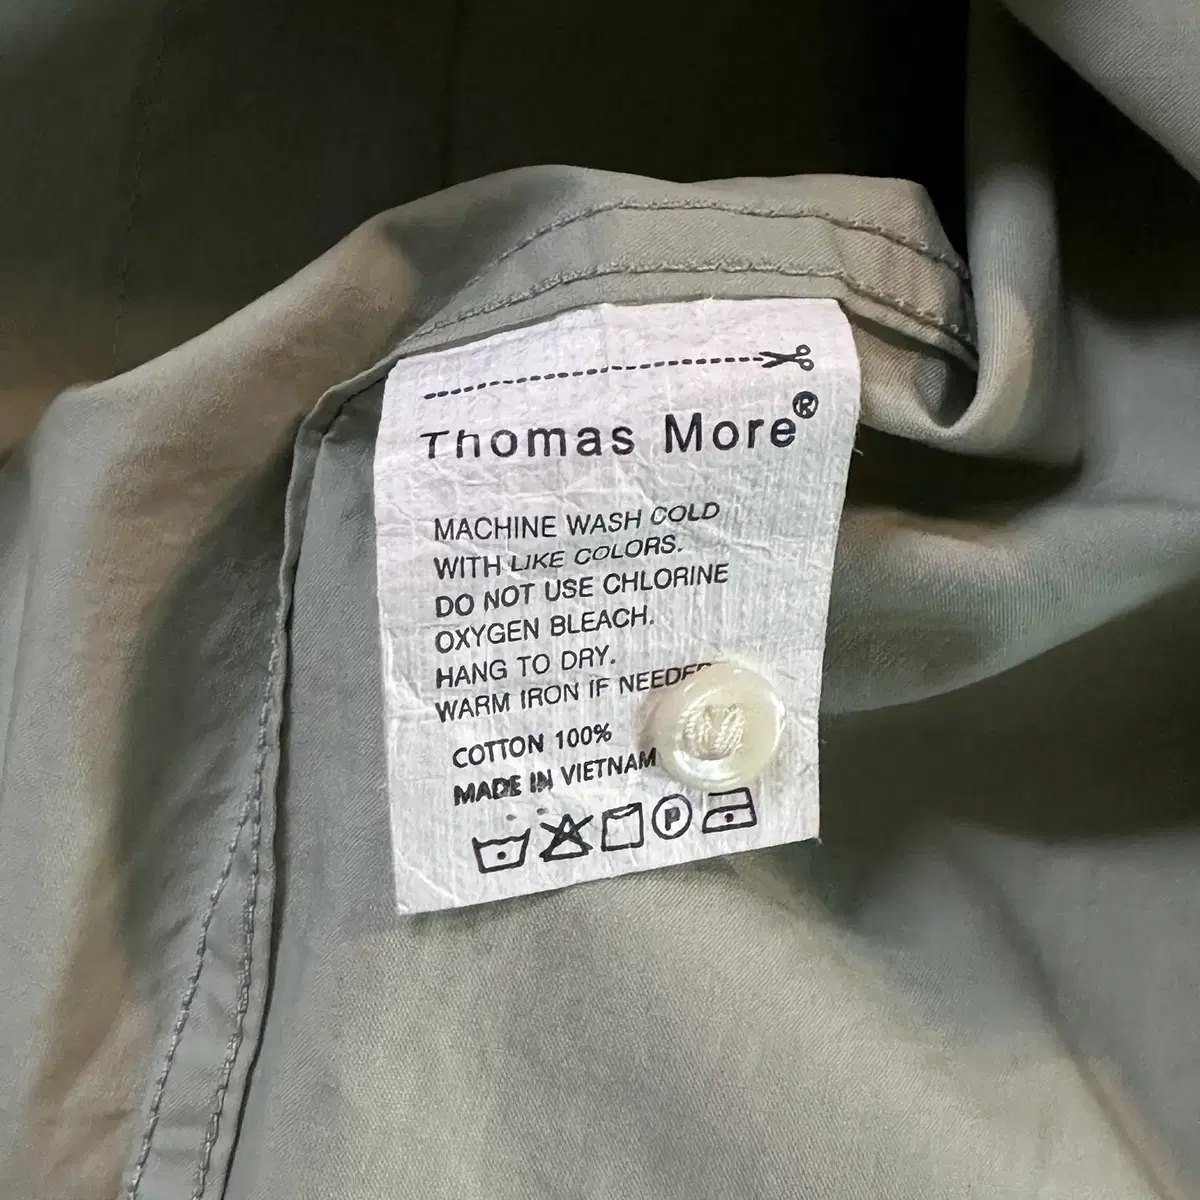 Thomas More®
MACHINE WASH COLD
WITH LIKE COLORS.
DO NOT USE CHLORINE
OXYGEN BLEACH.
HANG TO DRY.
WARM IRON IF NEEDED
COTTON 100%
MADE IN VIETNAM
P